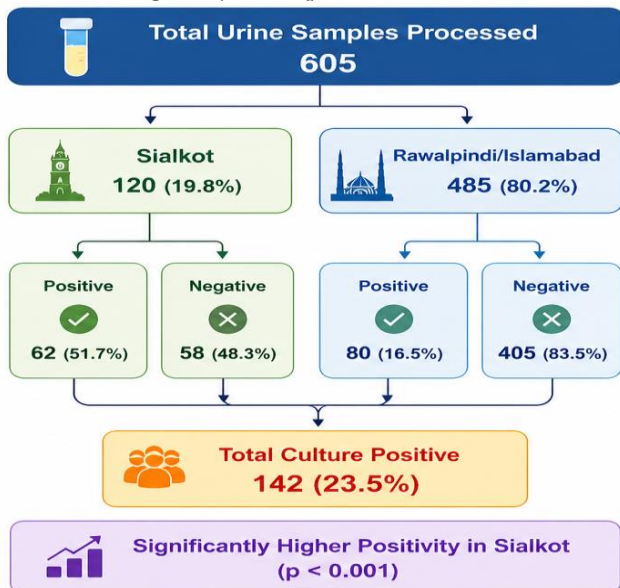 Total Urine Samples Processed
605
Sialkot
120 (19.8%)
Rawalpindi/Islamabad
485 (80.2%)
Positive
62 (51.7%)
Negative
58 (48.3%)
Positive
80 (16.5%)
Negative
405 (83.5%)
Total Culture Positive
142 (23.5%)
Significantly Higher Positivity in Sialkot
(p < 0.001)